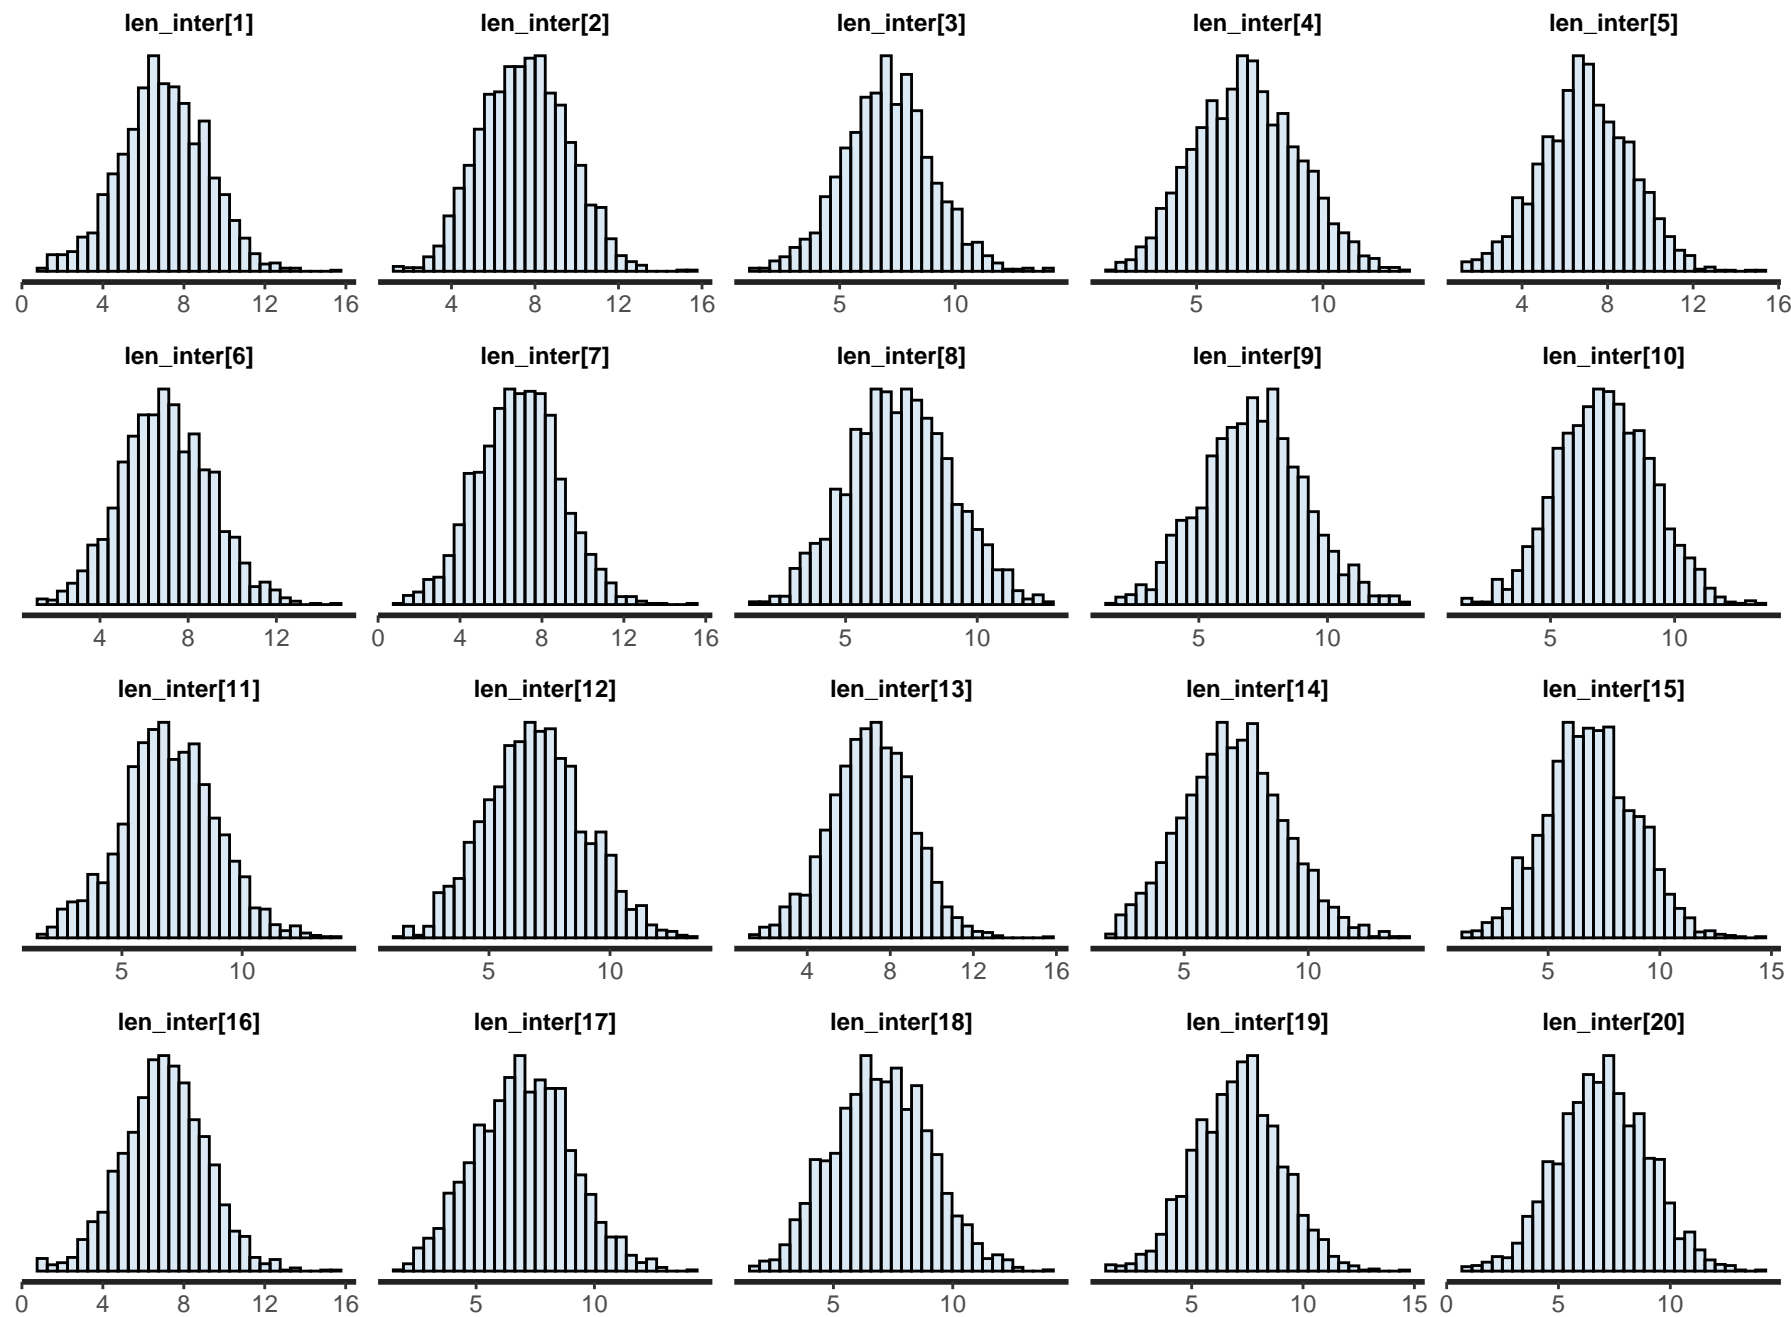 len_inter[1] len_inter[2] len_inter[3] len_inter[4] len_inter[5]
0 4 8 12 16 4 8 12 16 5 10 5 10 4 8 12 16
len_inter[6] len_inter[7] len_inter[8] len_inter[9] len_inter[10]
4 8 12 0 4 8 12 16 5 10 5 10 5 10
len_inter[11] len_inter[12] len_inter[13] len_inter[14] len_inter[15]
5 10 5 10 4 8 12 16 5 10 5 10 15
len_inter[16] len_inter[17] len_inter[18] len_inter[19] len_inter[20]
0 4 8 12 16 5 10 5 10 5 10 15 0 5 10